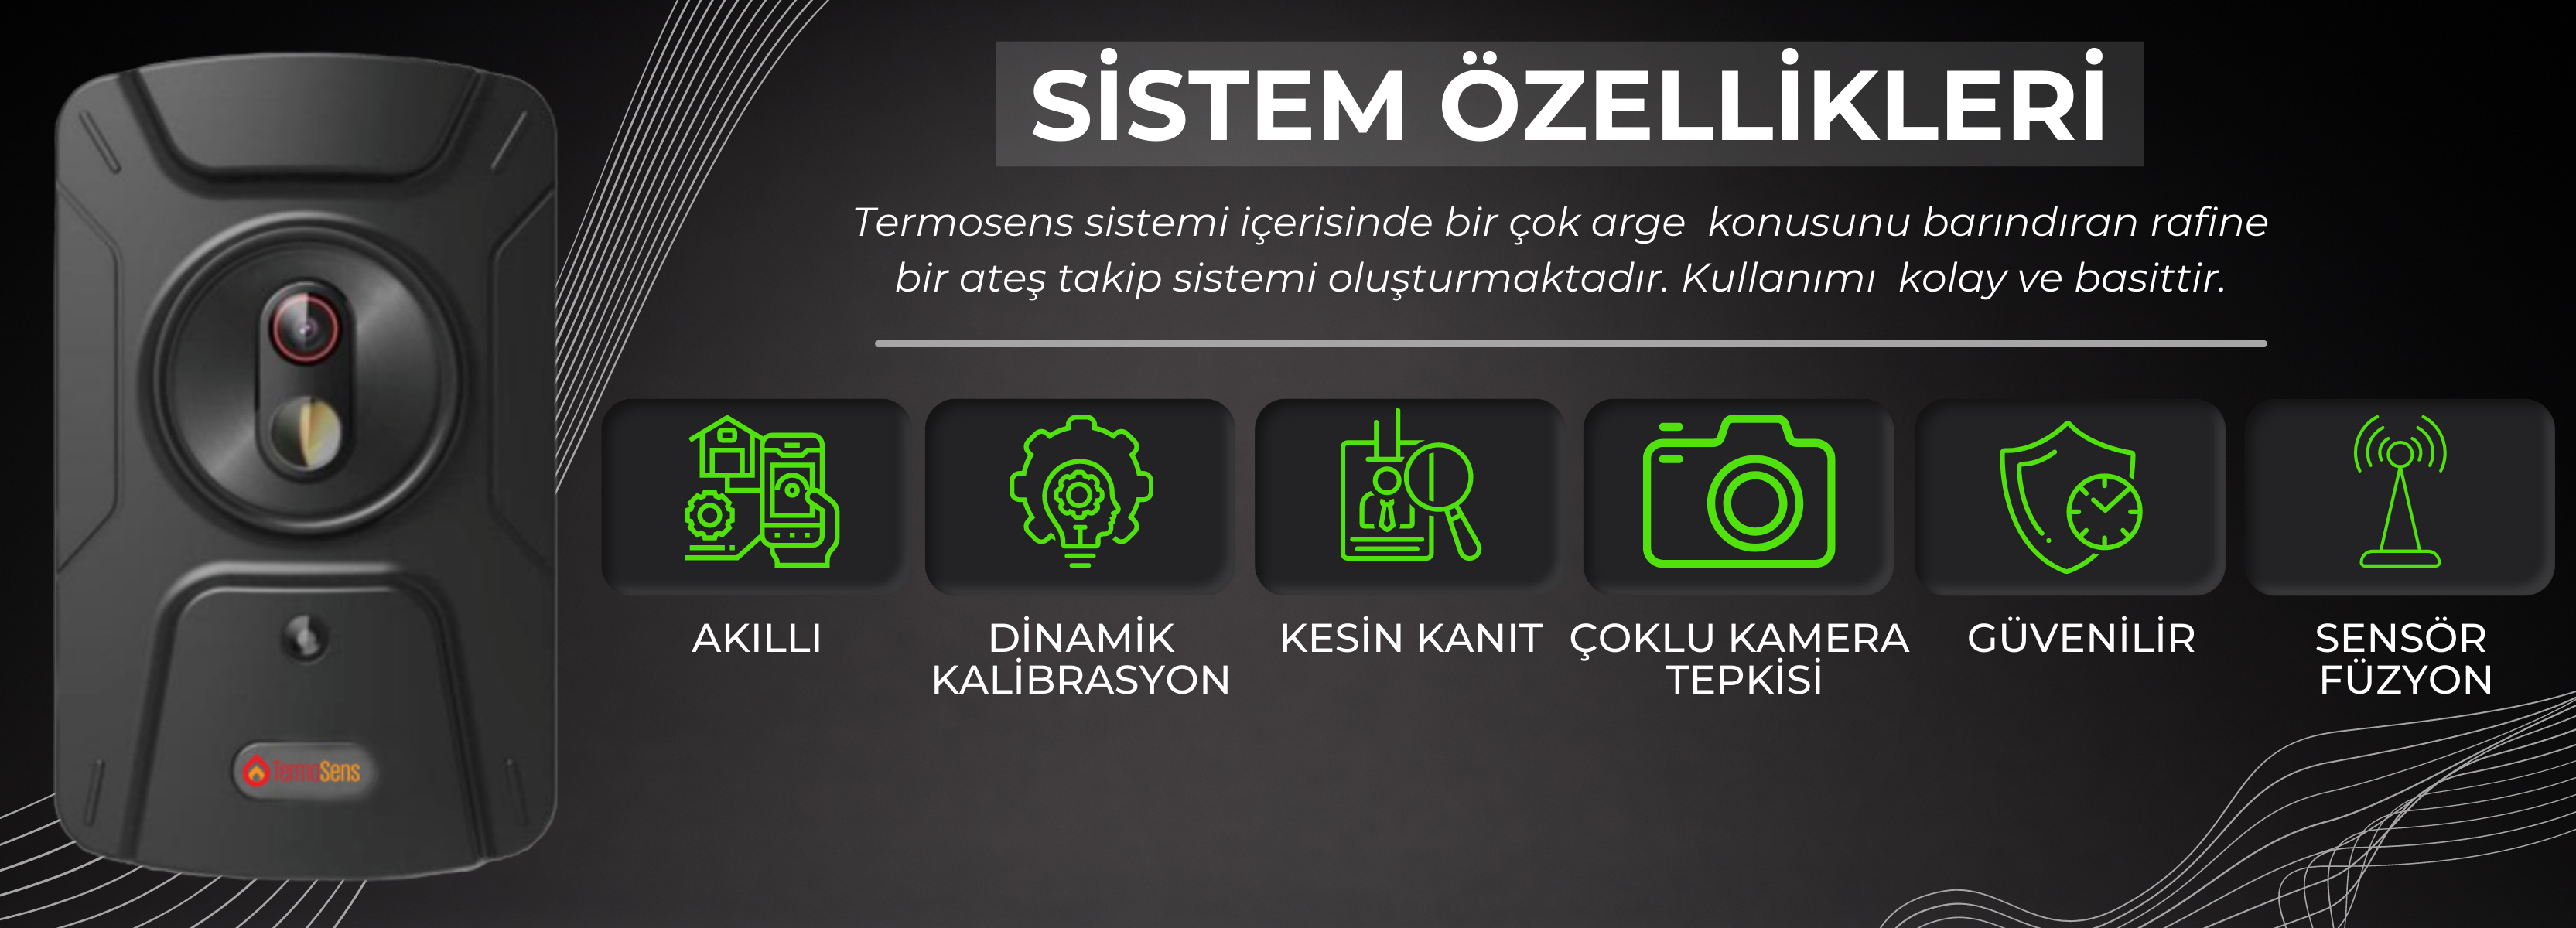 SİSTEM ÖZELLİKLERİ
Termosens sistemi içerisinde bir çok arge konusunu barındıran rafine
bir ateş takip sistemi oluşturmaktadır. Kullanımı kolay ve basittir.
AKILLI
DİNAMİK
KALİBRASYON
KESİN KANIT
ÇOKLU KAMERA
TEPKİSİ
GÜVENİLİR
SENSÖR
FÜZYON
TermoSens